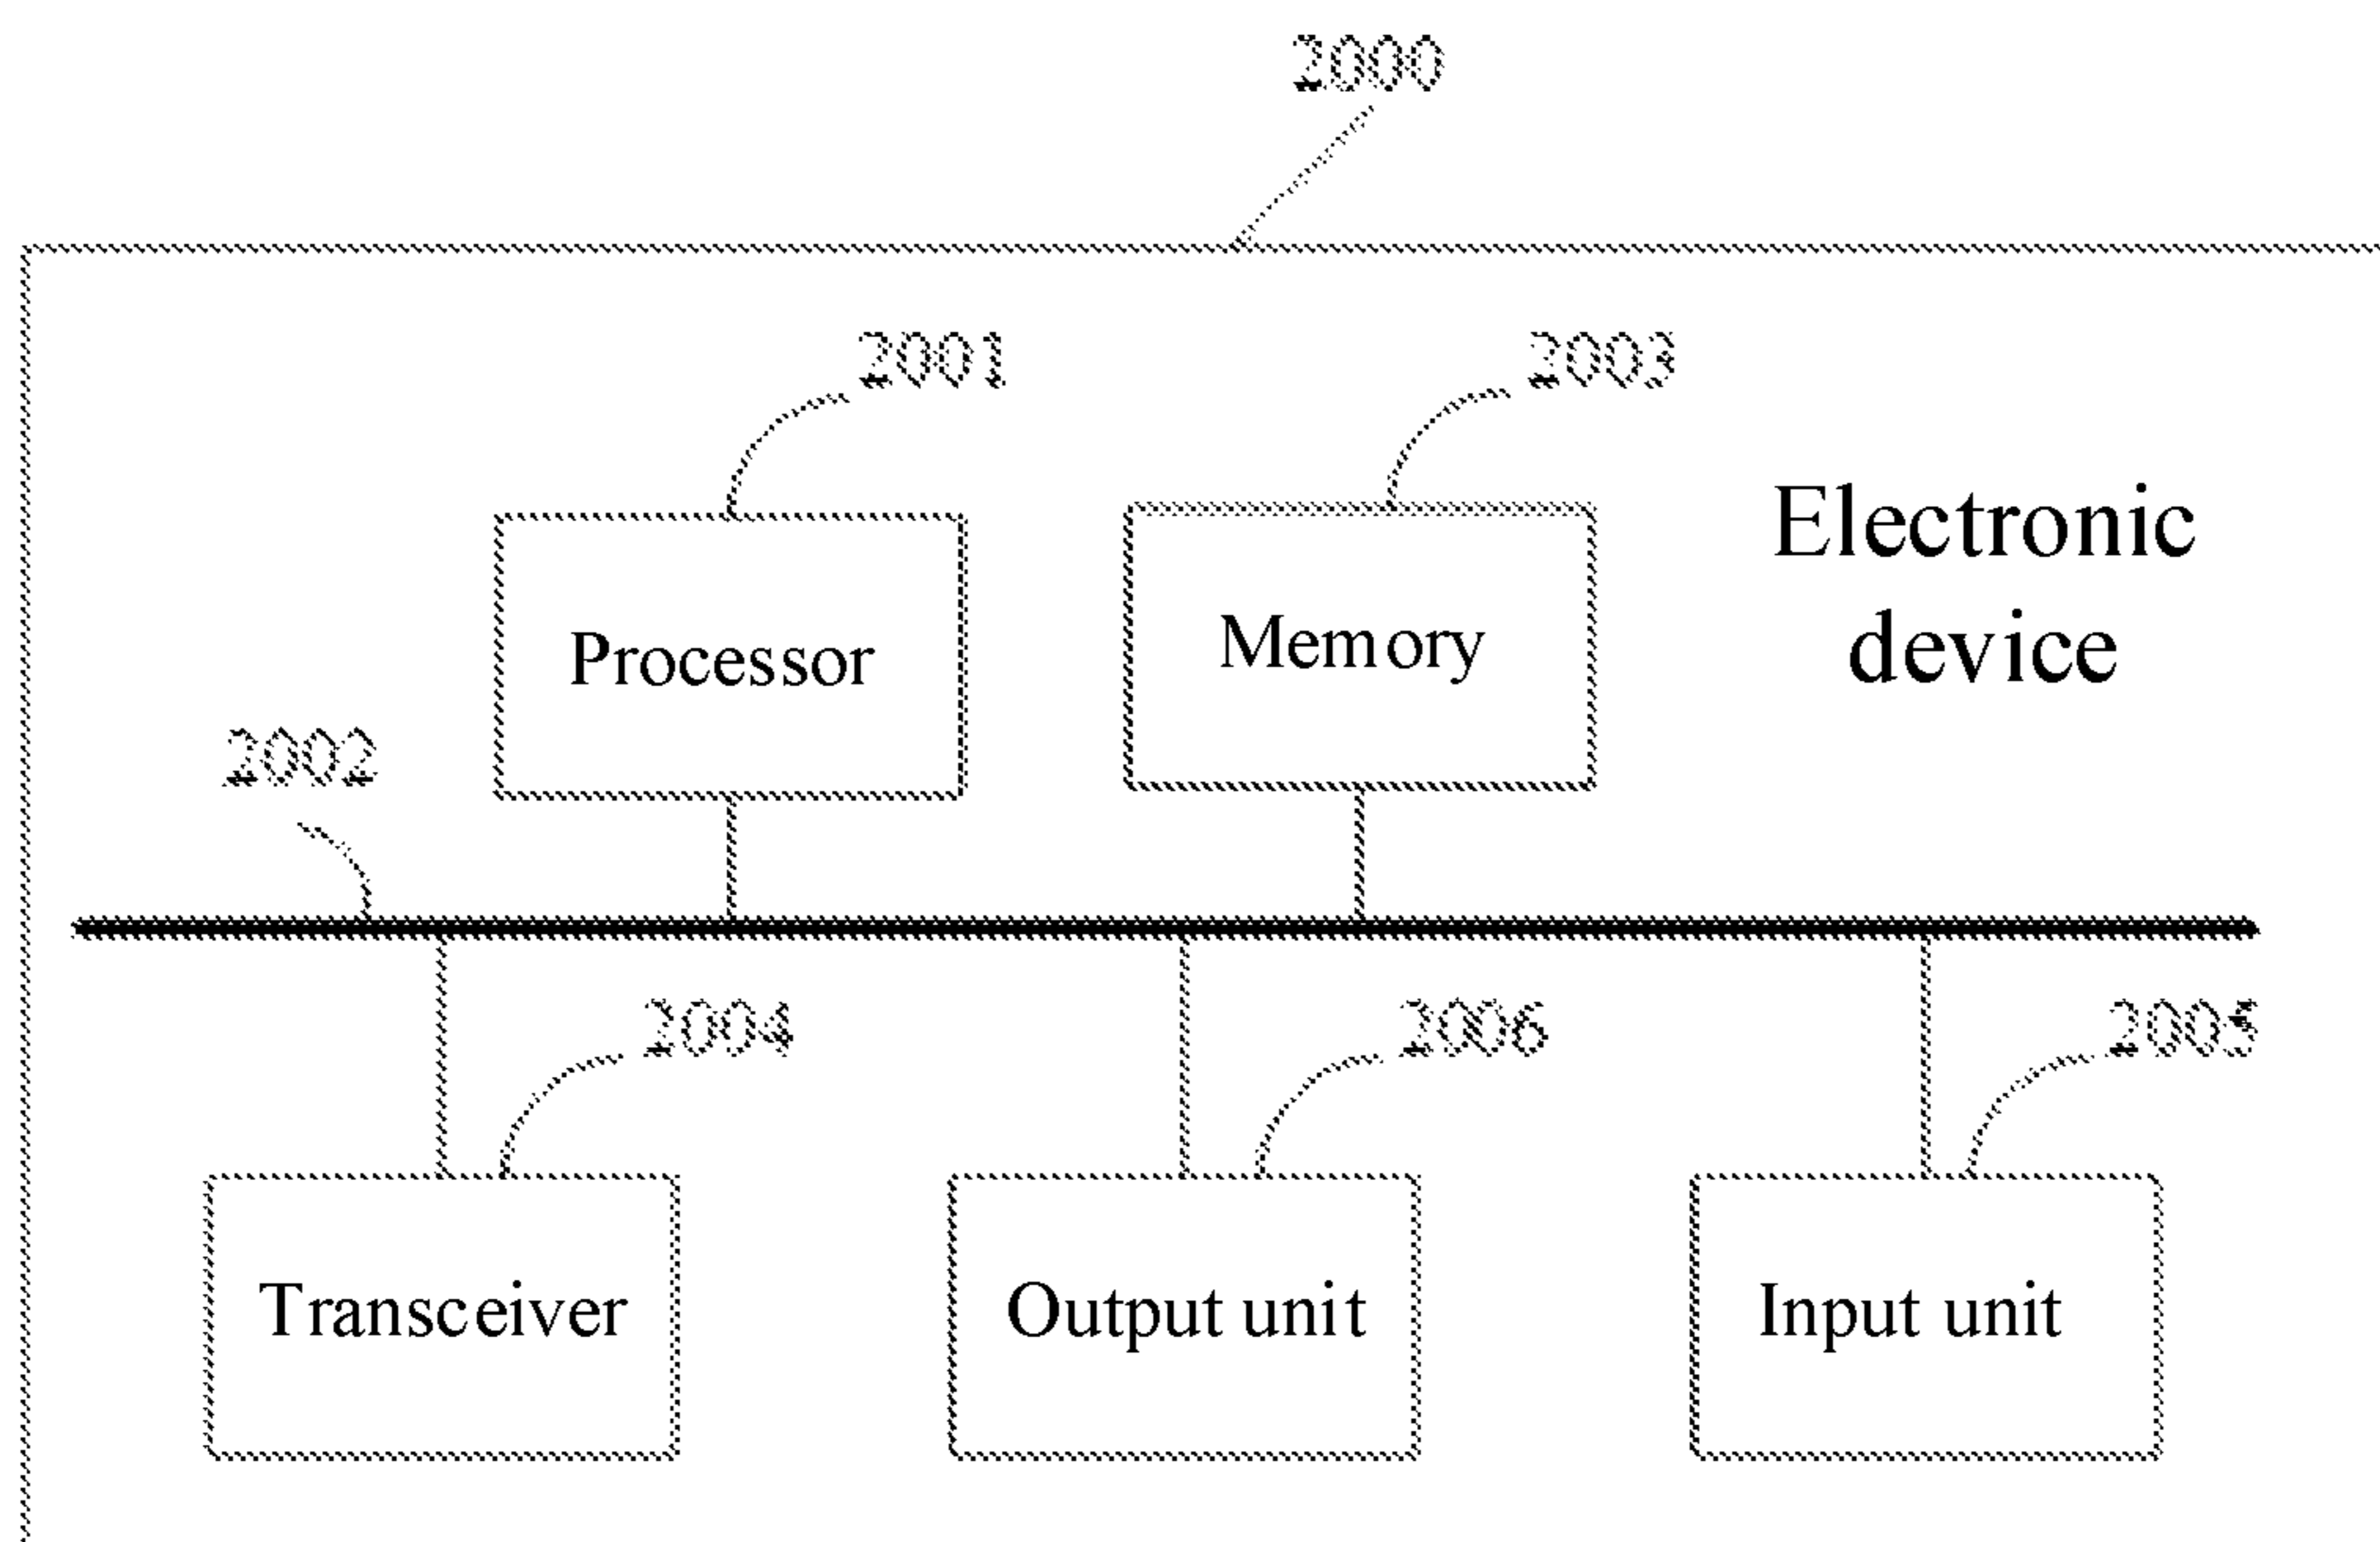 2000
2001
2003
Electronic
device
Processor
Memory
2002
2004
2006
2005
Transceiver
Output unit
Input unit